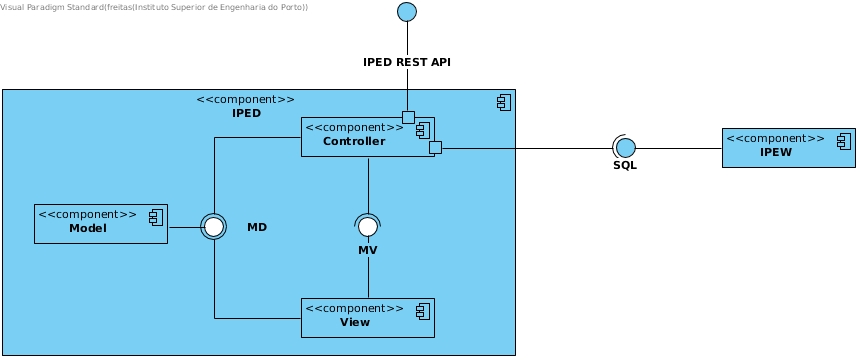 Visual Paradigm Standard(freitas(Instituto Superior de Engenharia do Porto))
IPED REST API
<<component>>
IPED
<<component>>
Controller
<<component>>
IPEW
SQL
<<component>>
Model
MD
MV
<<component>>
View